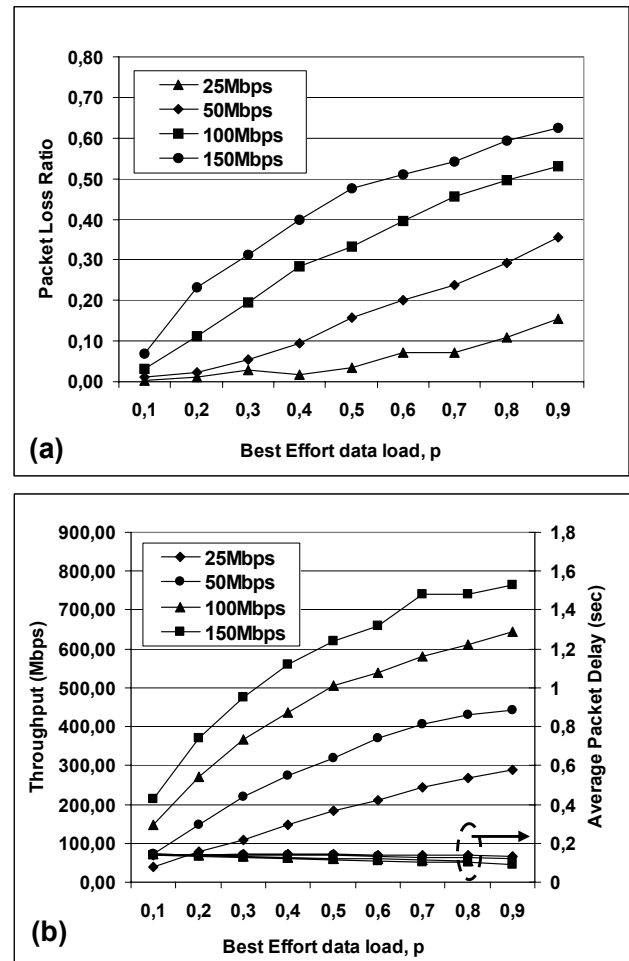 0,80
0,70
0,60
0,50
0,40
0,30
0,20
0,10
0,00
Packet Loss Ratio
25Mbps
50Mbps
100Mbps
150Mbps
0,1 0,2 0,3 0,4 0,5 0,6 0,7 0,8 0,9
Best Effort data load, p
(a)
900,00
800,00
700,00
600,00
500,00
400,00
300,00
200,00
100,00
0,00
Throughput (Mbps)
25Mbps
50Mbps
100Mbps
150Mbps
1,8
1,6
1,4
1,2
1
0,8
0,6
0,4
0,2
0
Average Packet Delay (sec)
0,1 0,2 0,3 0,4 0,5 0,6 0,7 0,8 0,9
Best Effort data load, p
(b)